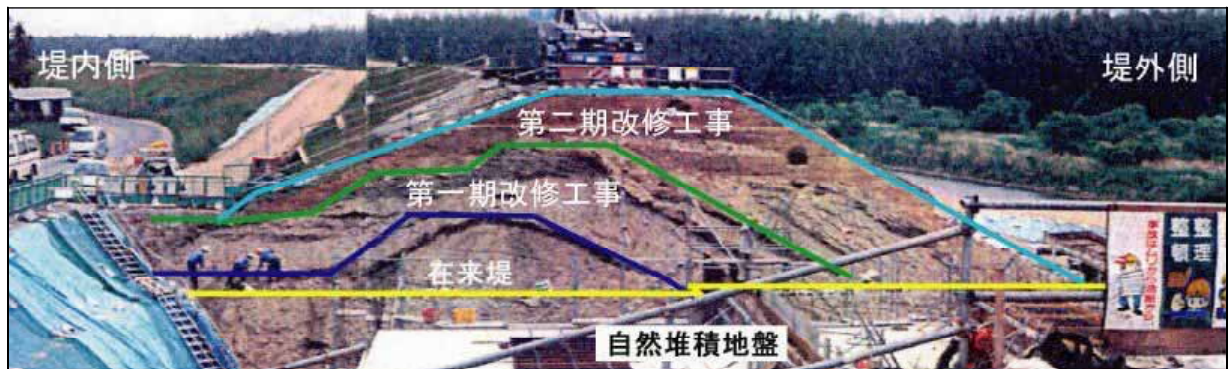 堤内側
堤外側
第二期改修工事
第一期改修工事
在来堤
自然堆積地盤
整理
整頓